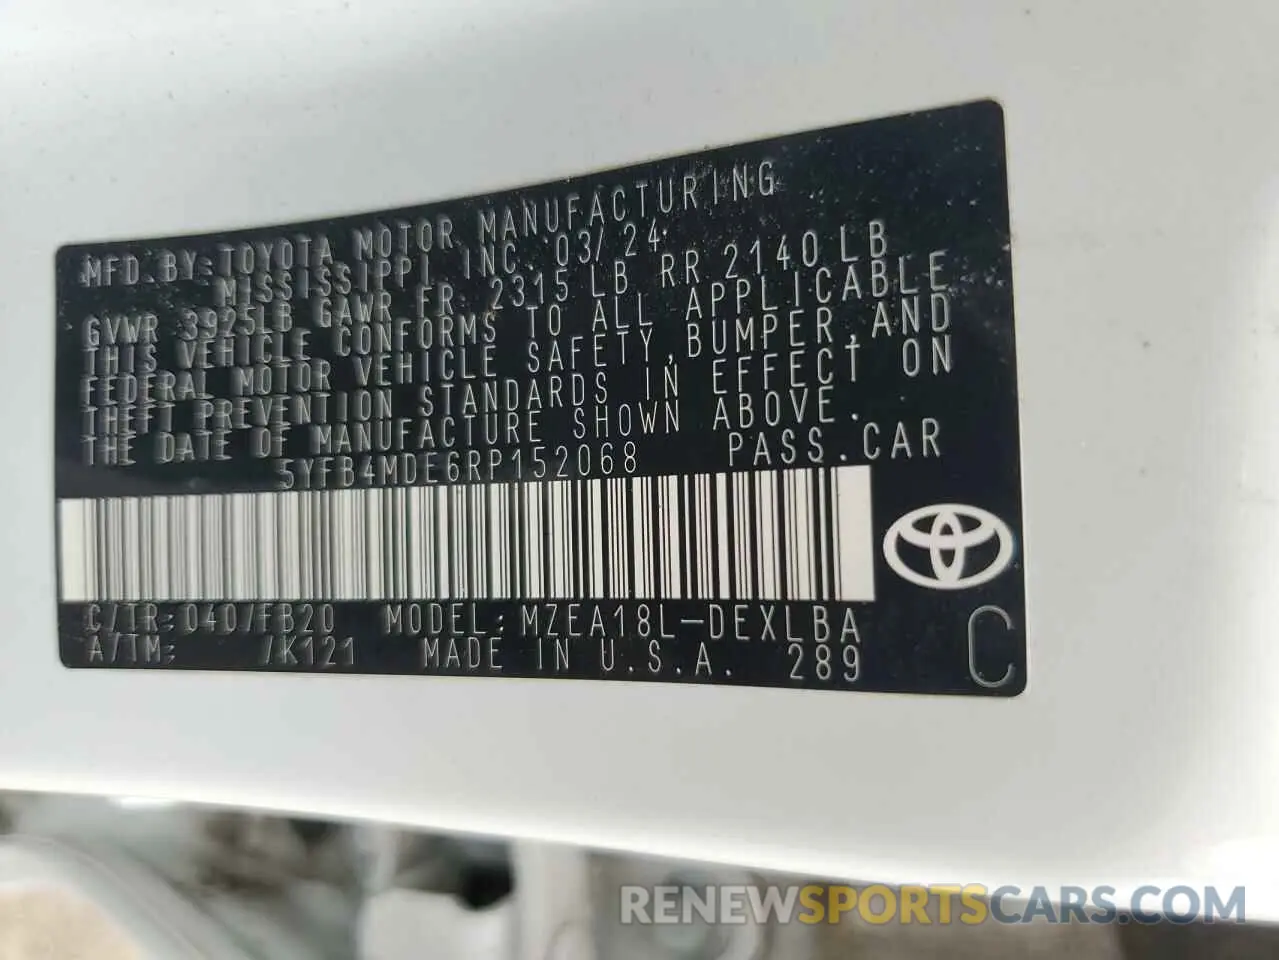 MFD. BY: TOYOTA MOTOR MANUFACTURING
MISSISSIPPI, INC. 03/24
GVWR 3925LB GAWR FR. 2315 LB RR 2140 LB
THIS VEHICLE CONFORMS TO ALL APPLICABLE
FEDERAL MOTOR VEHICLE SAFETY, BUMPER, AND
THEFT PREVENTION STANDARDS IN EFFECT ON
THE DATE OF MANUFACTURE SHOWN ABOVE.
5YFB4MDE6RP152068 PASS. CAR
C/TR: 040/FB20 MODEL: MZEA18L-DEXLBA
A/TM: /K121 MADE IN U.S.A. 289
C
RENEWSPORTSCARS.COM